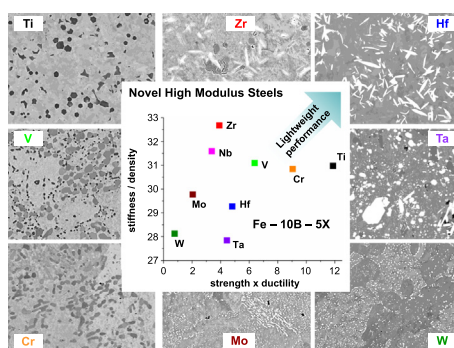 Ti
Zr
Hf
Novel High Modulus Steels
Lightweight
performance
stiffness / density
33
32
31
30
29
28
27
Zr
Nb
V
Ti
Cr
Mo
Hf
W
Ta
Fe – 10B – 5X
0 2 4 6 8 10 12
strength x ductility
V
Ta
Cr
Mo
W